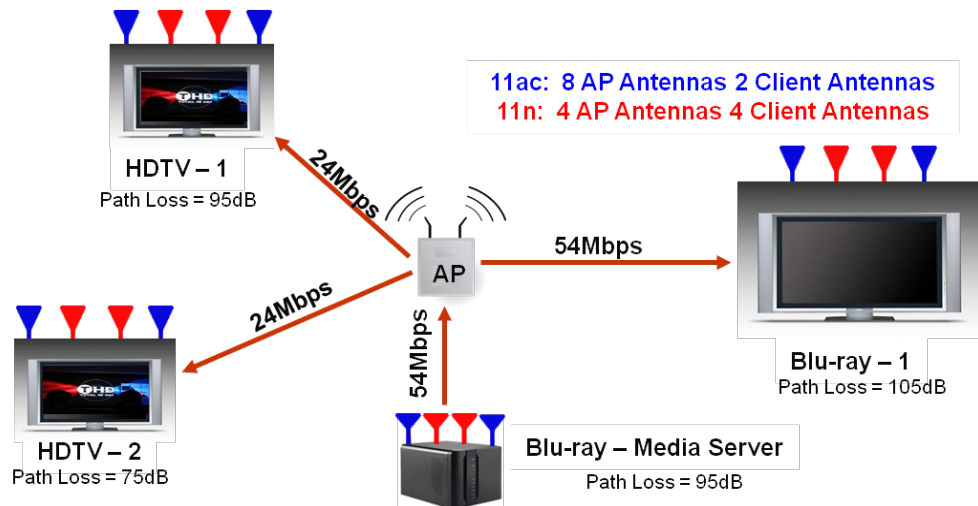 11ac: 8 AP Antennas 2 Client Antennas
11n: 4 AP Antennas 4 Client Antennas
THD
HDTV – 1
Path Loss = 95dB
24Mbps
54Mbps
AP
24Mbps
54Mbps
Blu-ray – 1
Path Loss = 105dB
THD
HDTV – 2
Path Loss = 75dB
Blu-ray – Media Server
Path Loss = 95dB